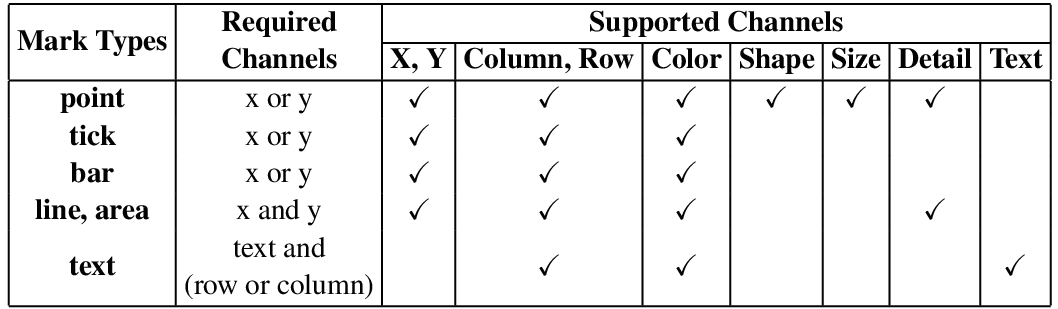 Mark Types Required Channels Supported Channels
X, Y Column, Row Color Shape Size Detail Text
point x or y ✓ ✓ ✓ ✓ ✓ ✓
tick x or y ✓ ✓ ✓
bar x or y ✓ ✓ ✓
line, area x and y ✓ ✓ ✓ ✓
text text and (row or column) ✓ ✓ ✓